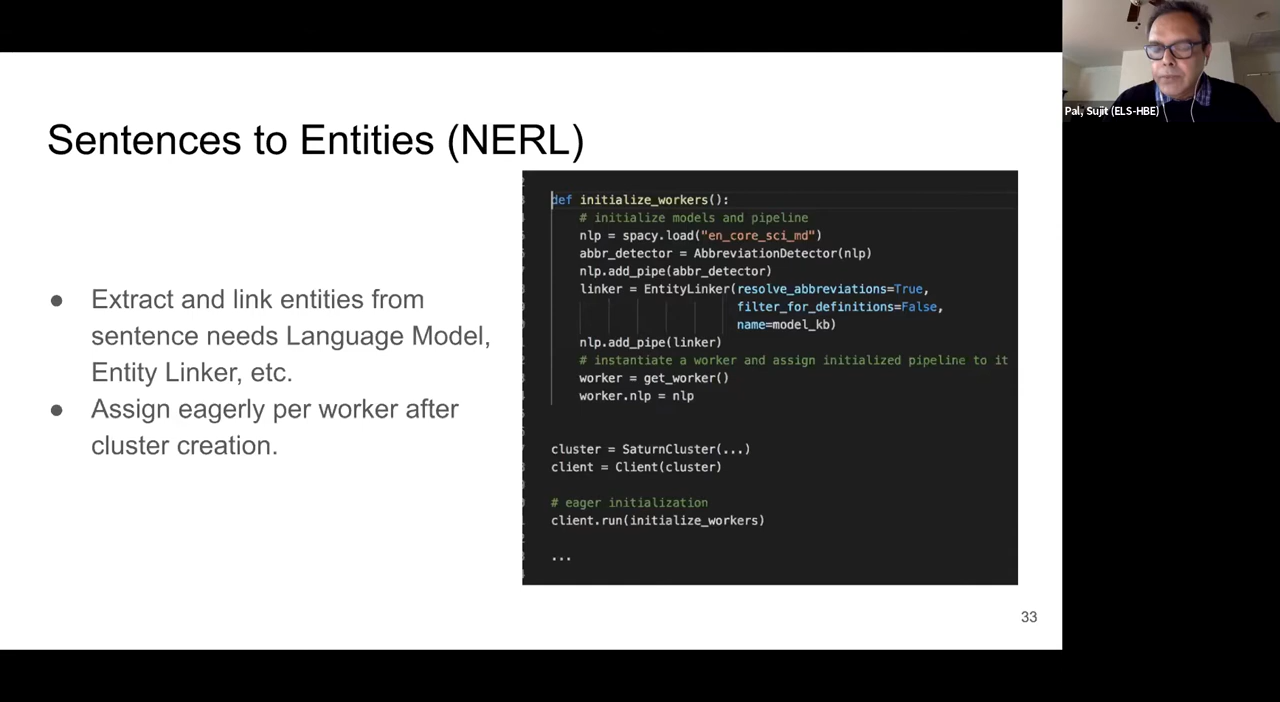 Pal, Sujit (ELS-HBE)
Sentences to Entities (NERL)
● Extract and link entities from
sentence needs Language Model,
Entity Linker, etc.
● Assign eagerly per worker after
cluster creation.
def initialize_workers():
# initialize models and pipeline
nlp = spacy.load("en_core_sci_md")
abbr_detector = AbbreviationDetector(nlp)
nlp.add_pipe(abbr_detector)
linker = EntityLinker(resolve_abbreviations=True,
filter_for_definitions=False,
name=model_kb)
nlp.add_pipe(linker)
# instantiate a worker and assign initialized pipeline to it
worker = get_worker()
worker.nlp = nlp
cluster = SaturnCluster(...)
client = Client(cluster)
# eager initialization
client.run(initialize_workers)
...
33